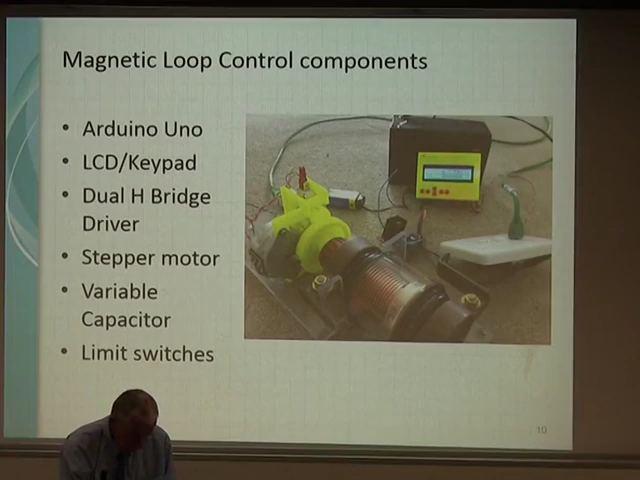 Magnetic Loop Control components
• Arduino Uno
• LCD/Keypad
• Dual H Bridge
Driver
• Stepper motor
• Variable
Capacitor
• Limit switches
10